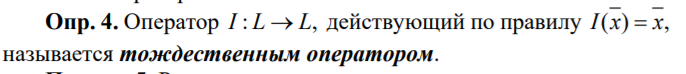 Опр. 4. Оператор I : L → L, действующий по правилу I(x̅) = x̅,
называется тождественным оператором.